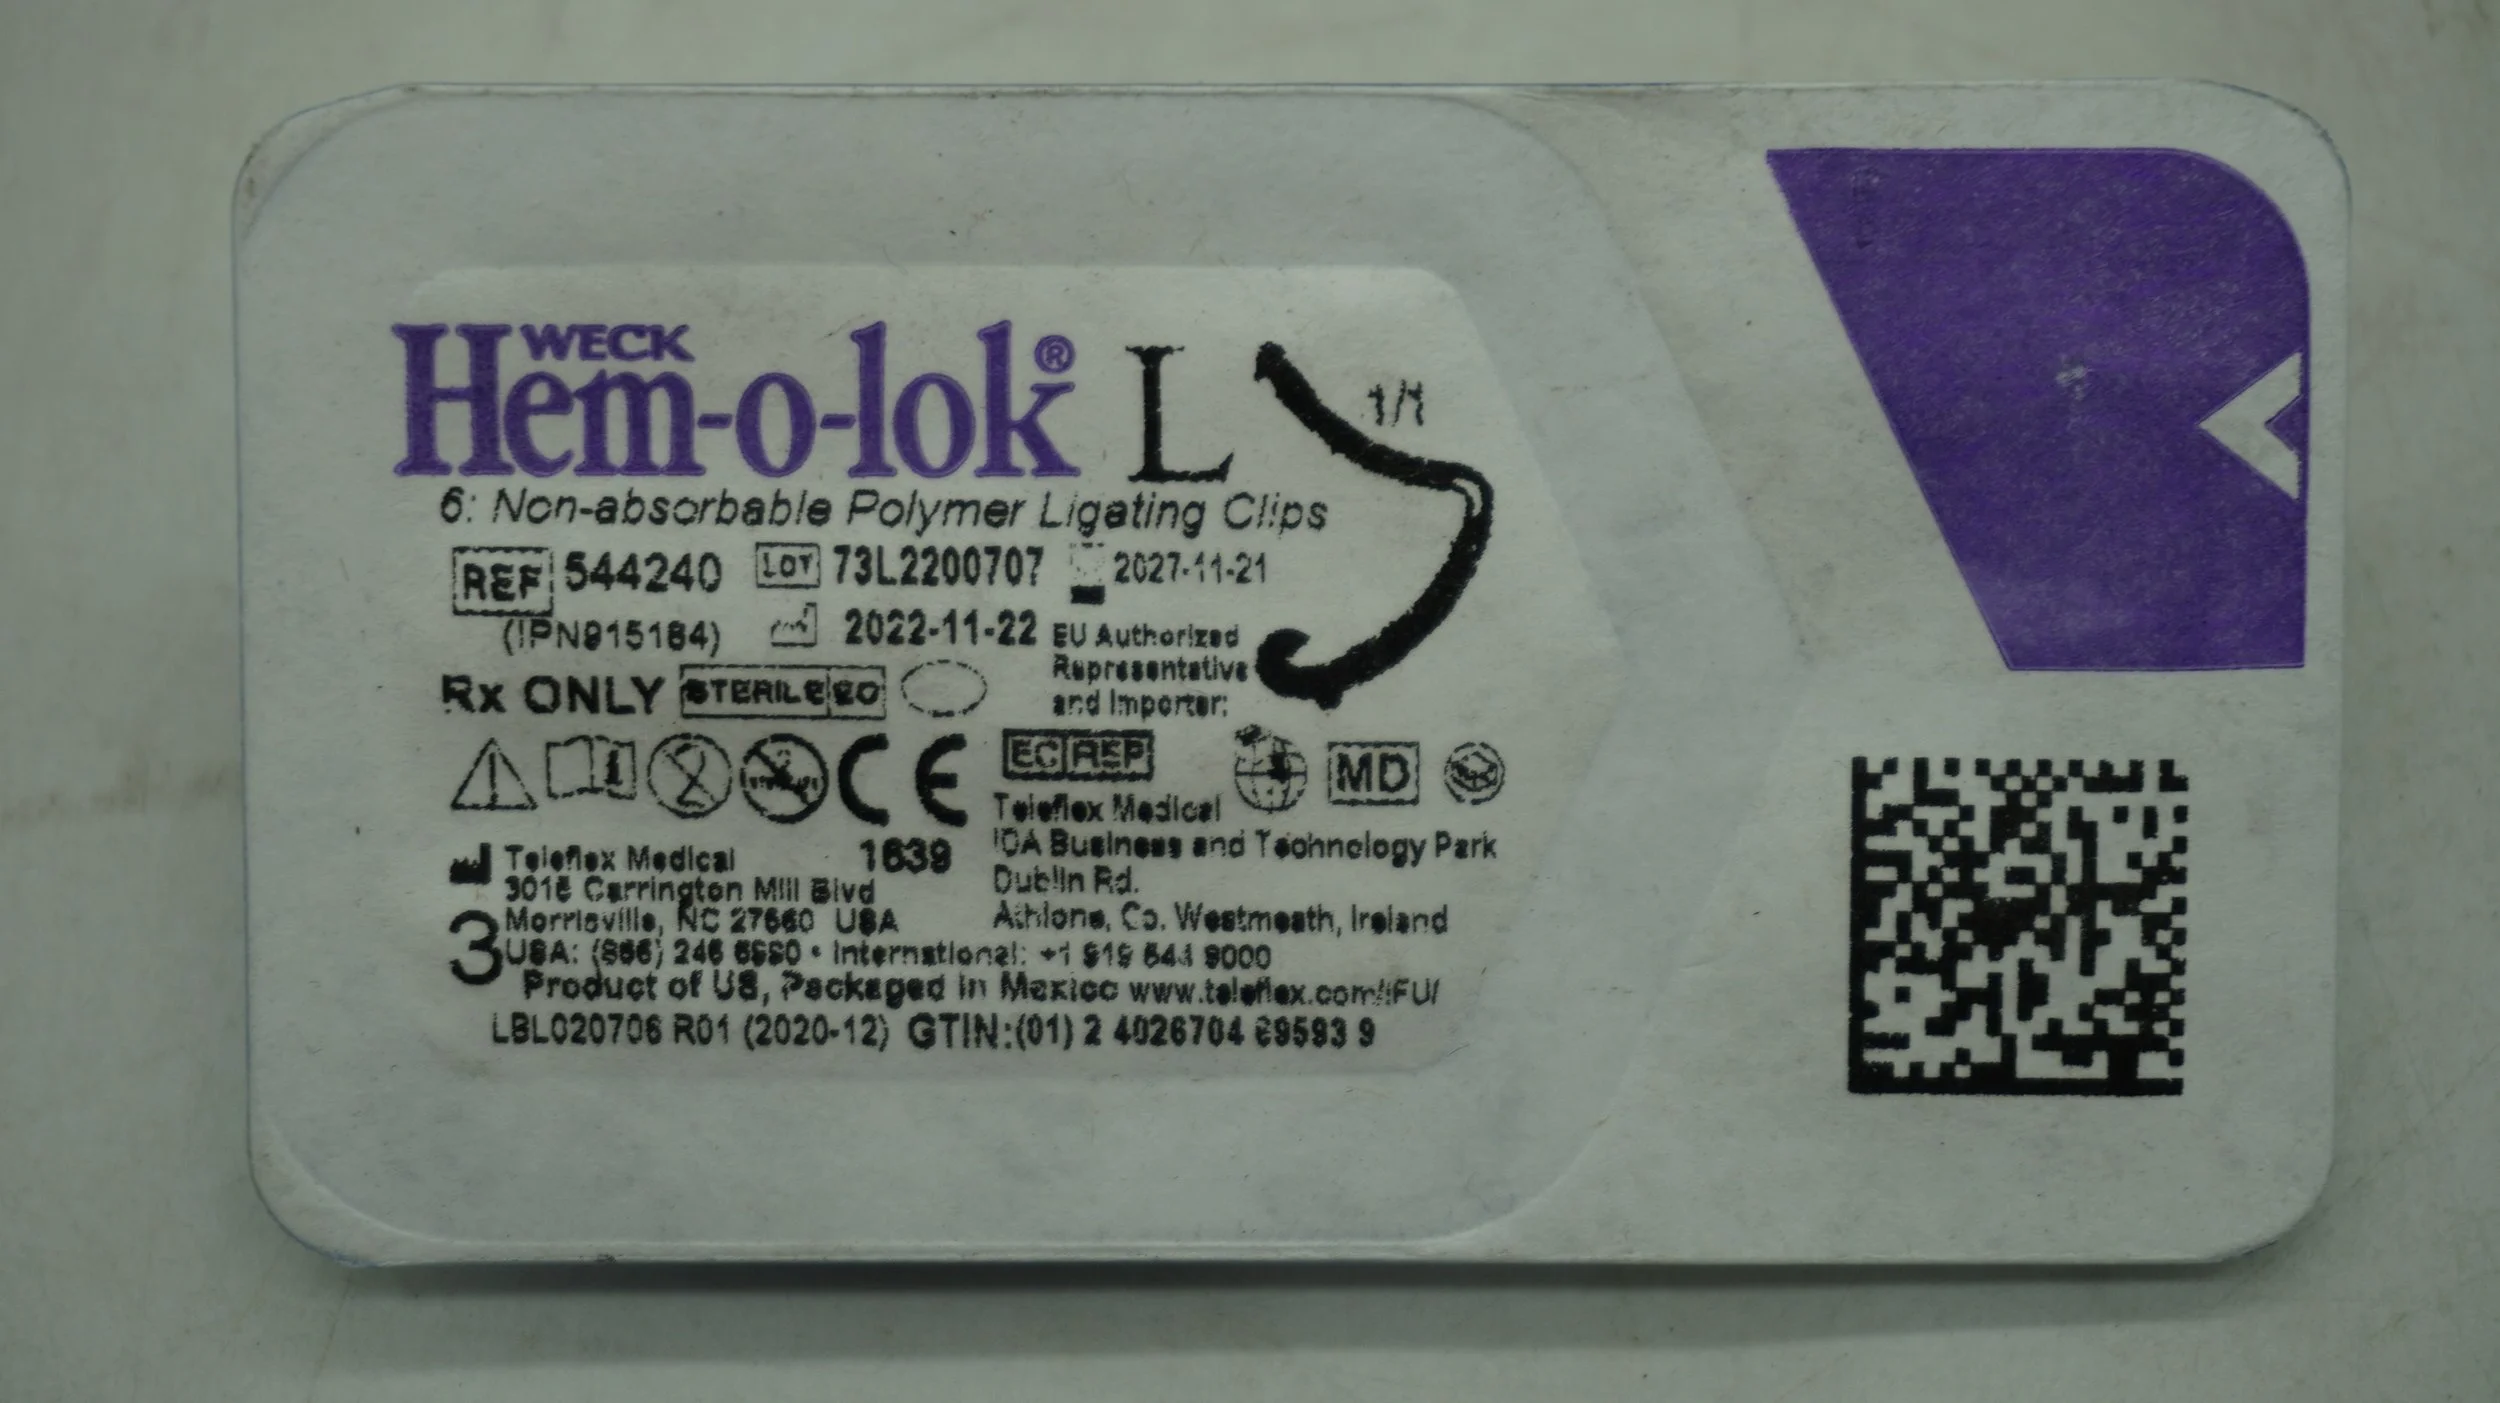 WECK
Hem-o-lok® L
1/1
6: Non-absorbable Polymer Ligating Clips
REF 544240 LOT 73L2200707 2027-11-21
(IPN915184) 2022-11-22
EU Authorized
Representative
and Importer:
Rx ONLY STERILE EO
CE
1639
EC REP MD
Teleflex Medical
IDA Business and Technology Park
Dublin Rd.
Athlone, Co. Westmeath, Ireland
Teleflex Medical
3015 Carrington Mill Blvd
Morrisville, NC 27560 USA
3
USA: (866) 246 6990 • International: +1 919 544 8000
Product of US, Packaged in Mexico www.teleflex.com/IFU/
LBL020706 R01 (2020-12) GTIN:(01) 2 4026704 69593 9